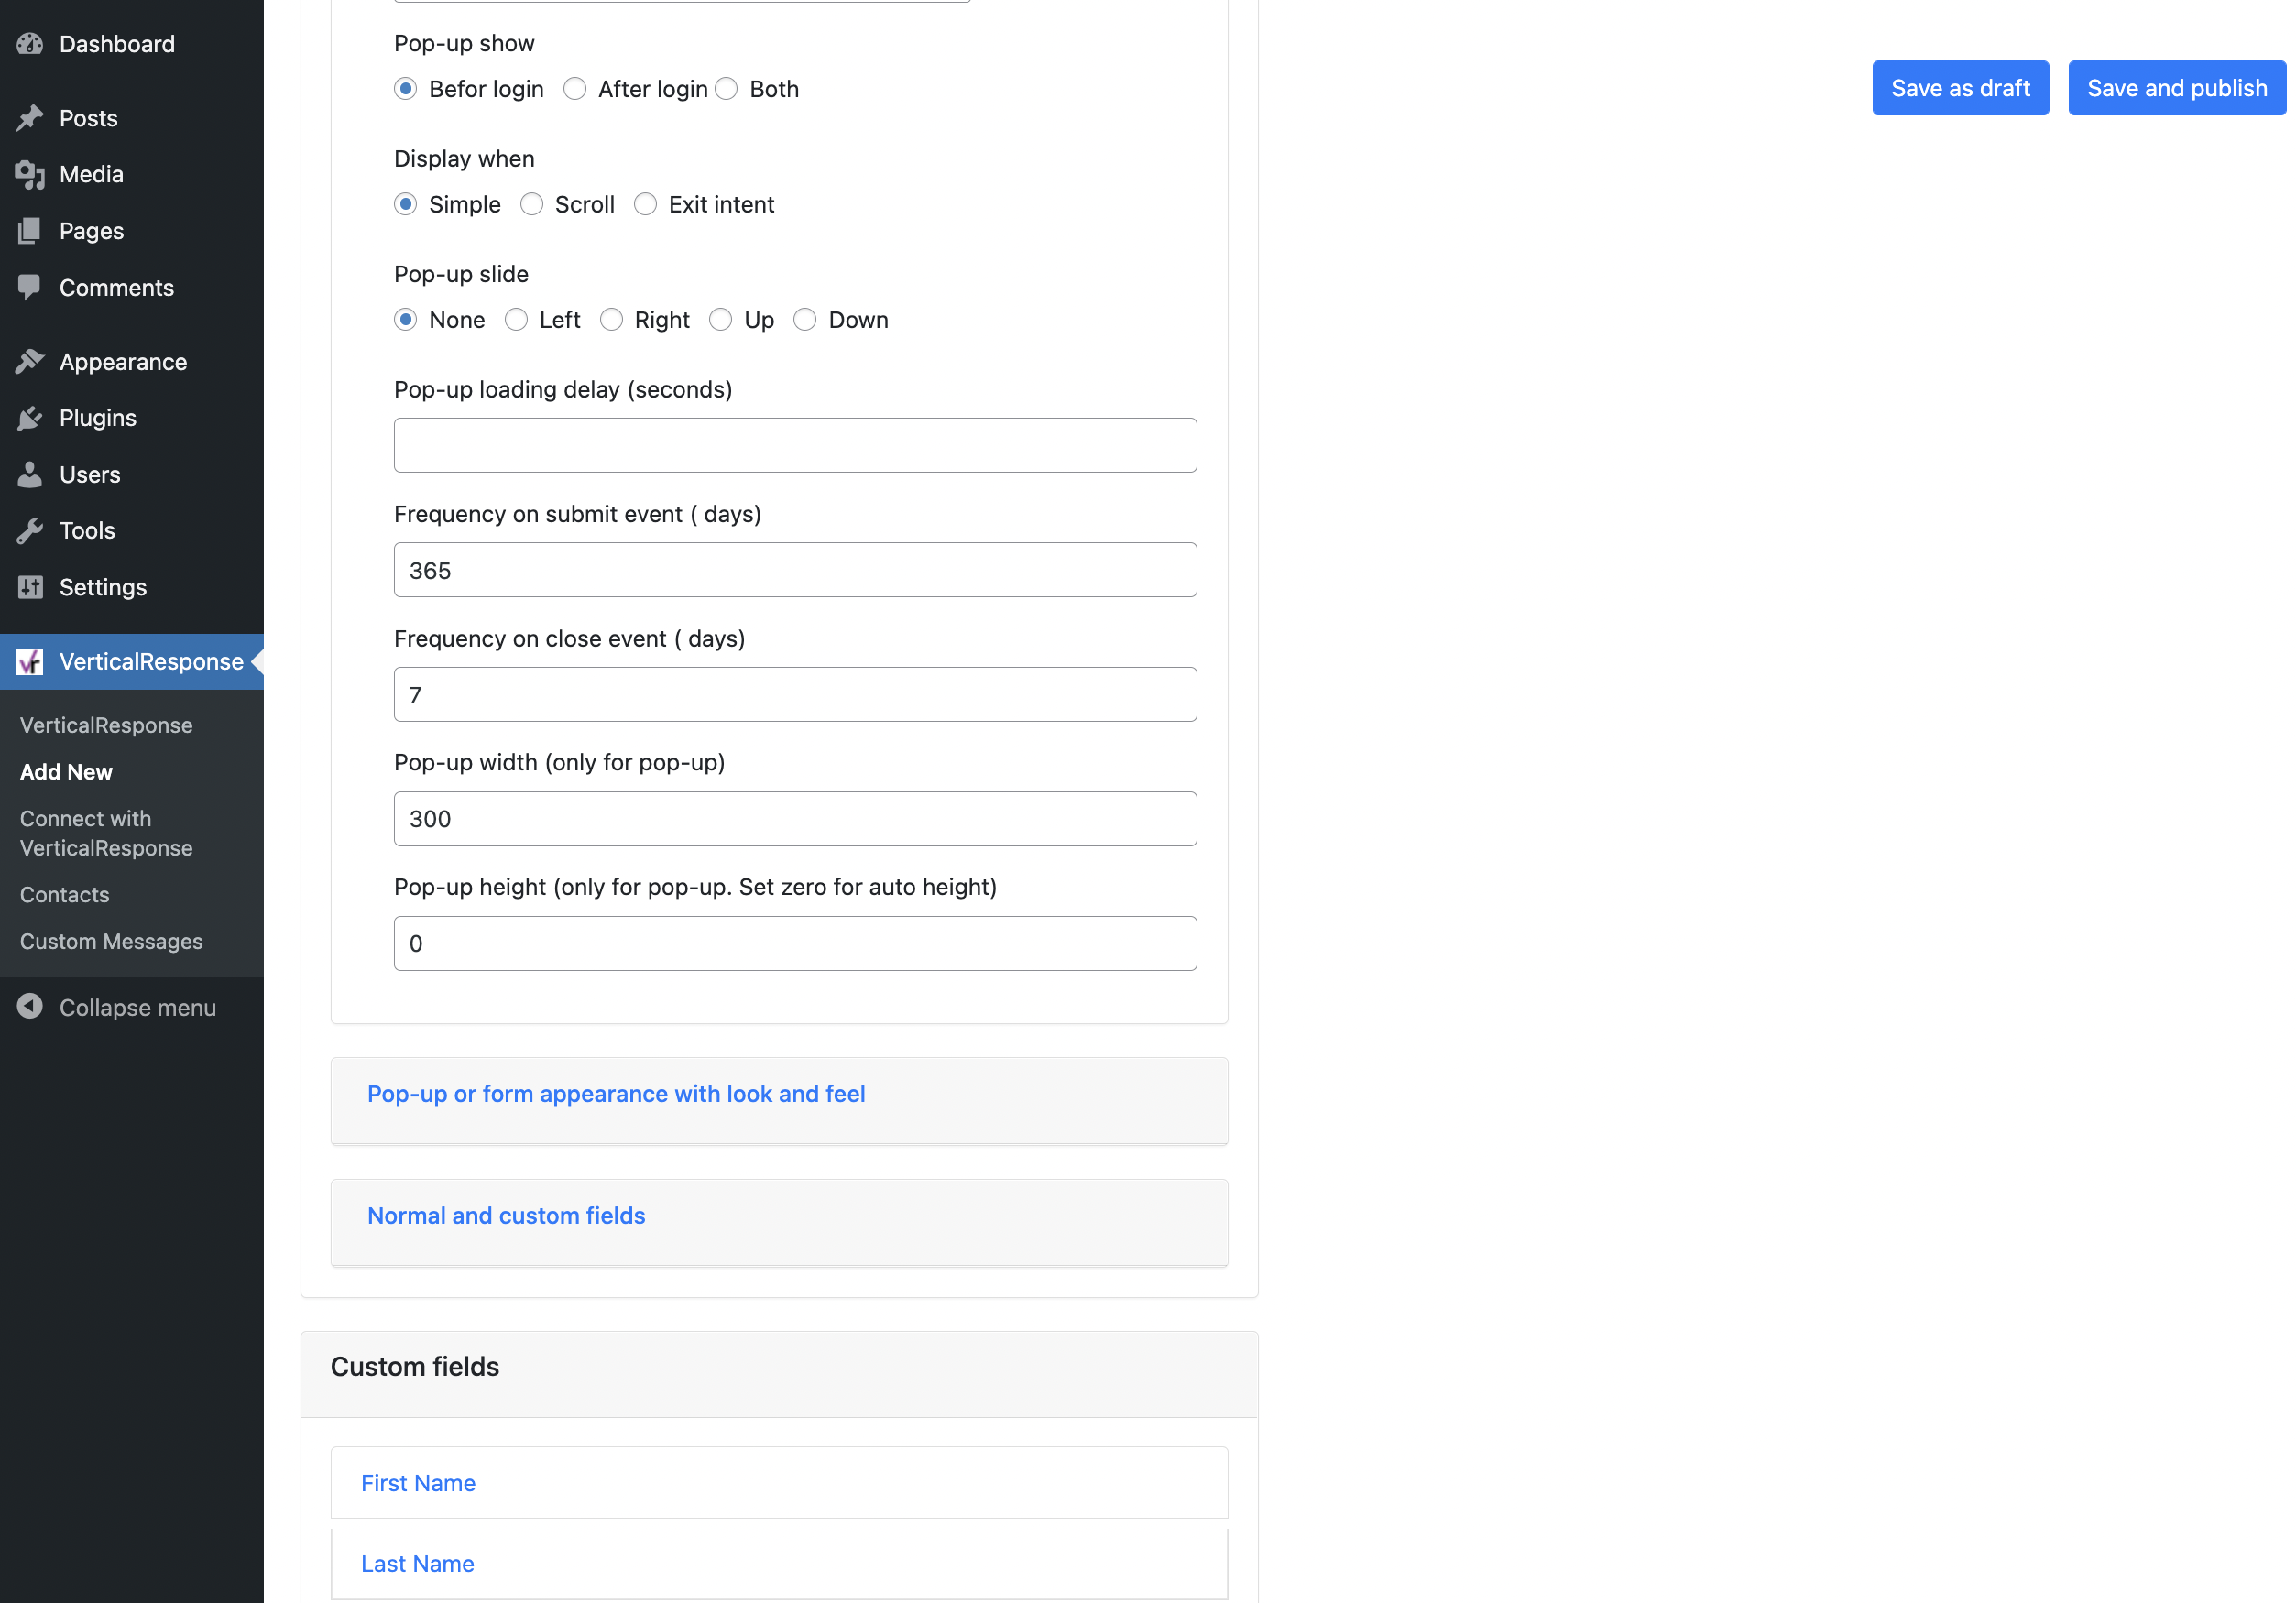 Dashboard
Posts
Media
Pages
Comments
Appearance
Plugins
Users
Tools
Settings
VerticalResponse
VerticalResponse
Add New
Connect with
VerticalResponse
Contacts
Custom Messages
Collapse menu
Pop-up show
Befor login After login Both
Display when
Simple Scroll Exit intent
Pop-up slide
None Left Right Up Down
Pop-up loading delay (seconds)
Frequency on submit event ( days)
365
Frequency on close event ( days)
7
Pop-up width (only for pop-up)
300
Pop-up height (only for pop-up. Set zero for auto height)
0
Pop-up or form appearance with look and feel
Normal and custom fields
Custom fields
First Name
Last Name
Save as draft Save and publish